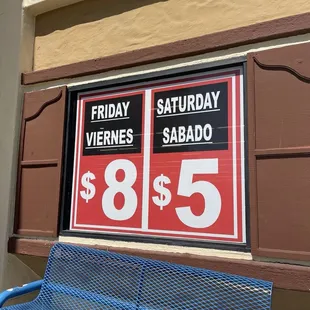 FRIDAY
VIERNES
$8
SATURDAY
SABADO
$5